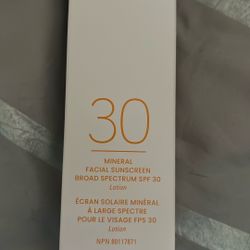 30
MINERAL
FACIAL SUNSCREEN
BROAD SPECTRUM SPF 30
Lotion
ÉCRAN SOLAIRE MINÉRAL
À LARGE SPECTRE
POUR LE VISAGE FPS 30
Lotion
NPN 80117871